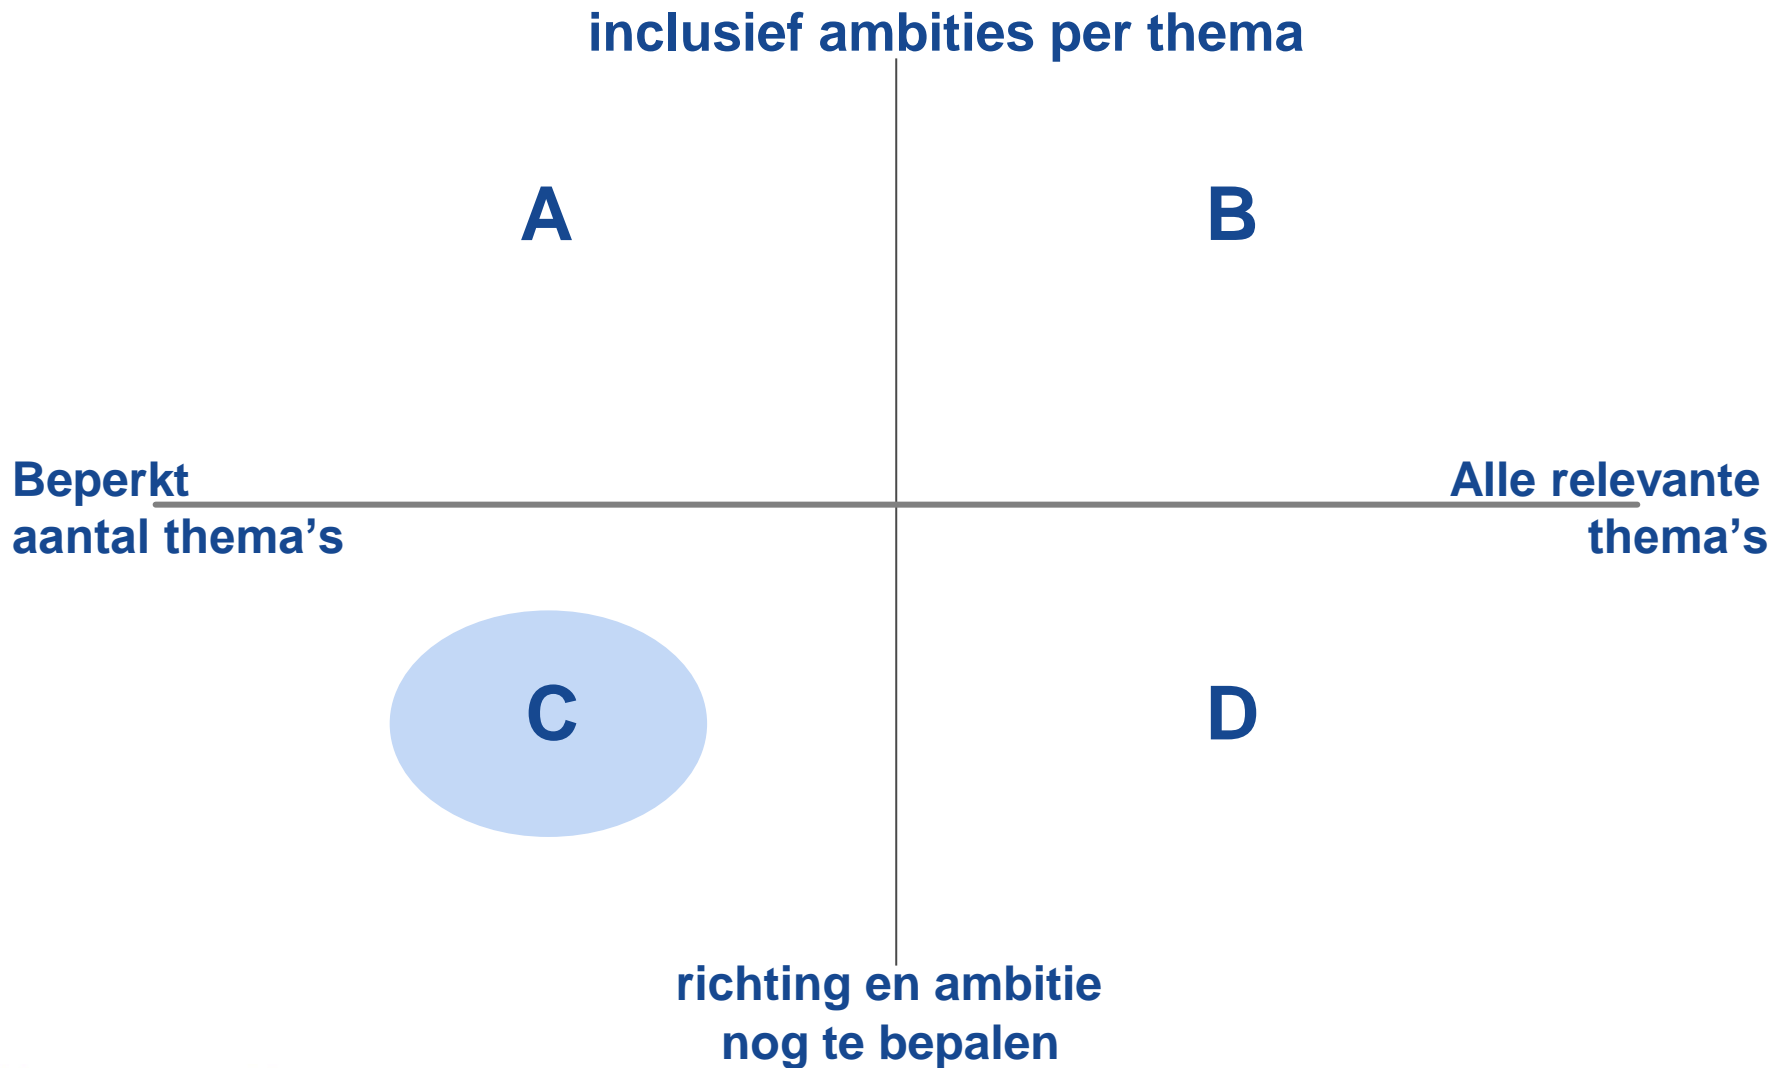 inclusief ambities per thema
A
B
Beperkt
aantal thema’s
Alle relevante
thema’s
C
D
richting en ambitie
nog te bepalen